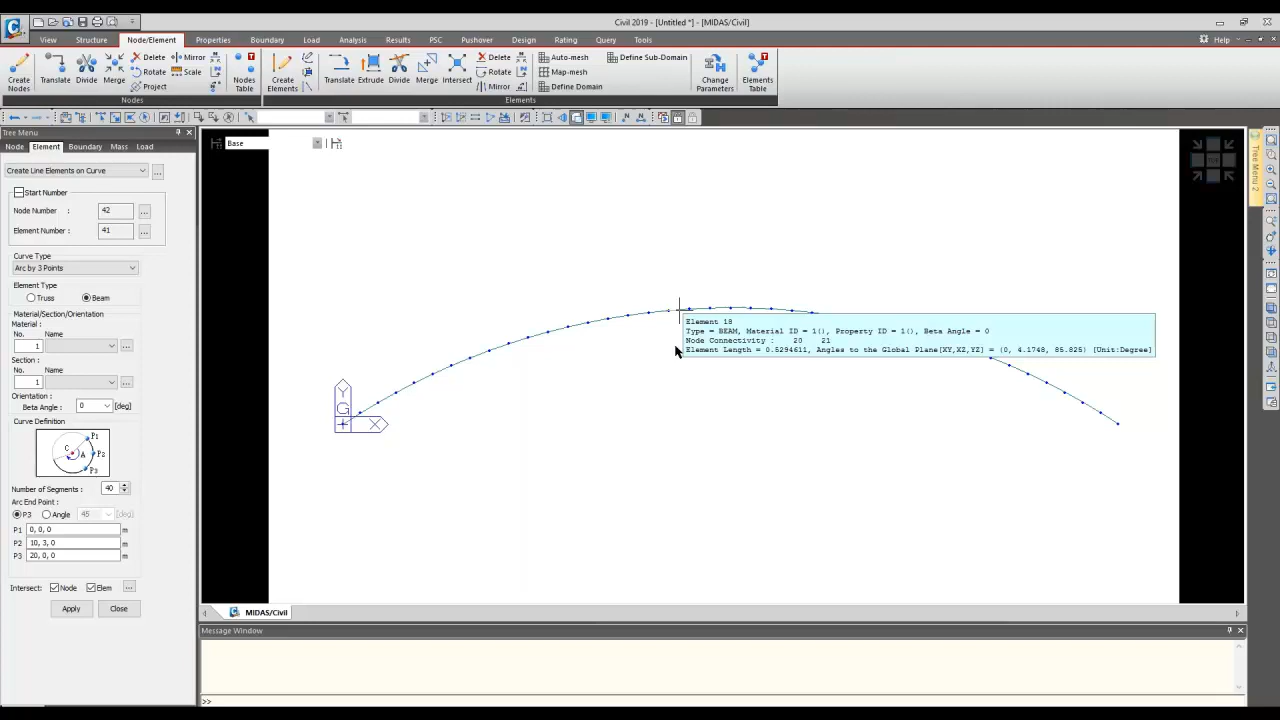 Civil 2019 - [Untitled *] - [MIDAS/Civil]
View Structure Node/Element Properties Boundary Load Analysis Results PSC Pushover Design Rating Query Tools Help
Delete Mirror Delete Auto-mesh Define Sub-Domain
Rotate Scale Rotate Map-mesh
Project Mirror Define Domain
Create Nodes Translate Divide Merge Nodes Table Create Elements Translate Extrude Divide Merge Intersect Change Parameters Elements Table
Nodes Elements
Tree Menu
Node Element Boundary Mass Load
Create Line Elements on Curve
Start Number
Node Number : 42
Element Number : 41
Curve Type
Arc by 3 Points
Element Type
Truss Beam
Material/Section/Orientation
Material :
No. Name
1
Section :
No. Name
1
Orientation :
Beta Angle : 0 [deg]
Curve Definition
C A P1 P2 P3
Number of Segments : 40
Arc End Point :
P3 Angle 45 [deg]
P1 0, 0, 0 m
P2 10, 3, 0 m
P3 20, 0, 0 m
Intersect: Node Elem
Apply Close
Base
Element 18
Type = BEAM, Material ID = 1(), Property ID = 1(), Beta Angle = 0
Node Connectivity : 20 21
Element Length = 0.5294611, Angles to the Global Plane[XY,XZ,YZ] = (0, 4.1748, 85.825) [Unit:Degree]
Y
G X
Tree Menu 2
MIDAS/Civil
Message Window
>>